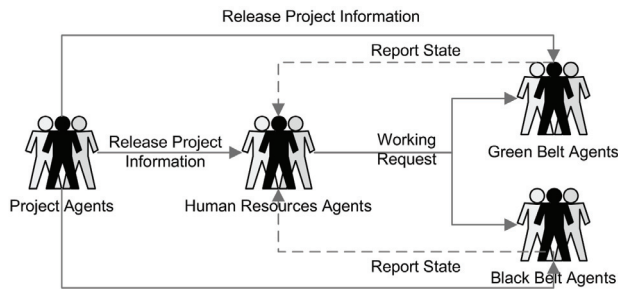 Release Project Information
Report State
Release Project
Information
Working
Request
Green Belt Agents
Project Agents
Human Resources Agents
Report State
Black Belt Agents